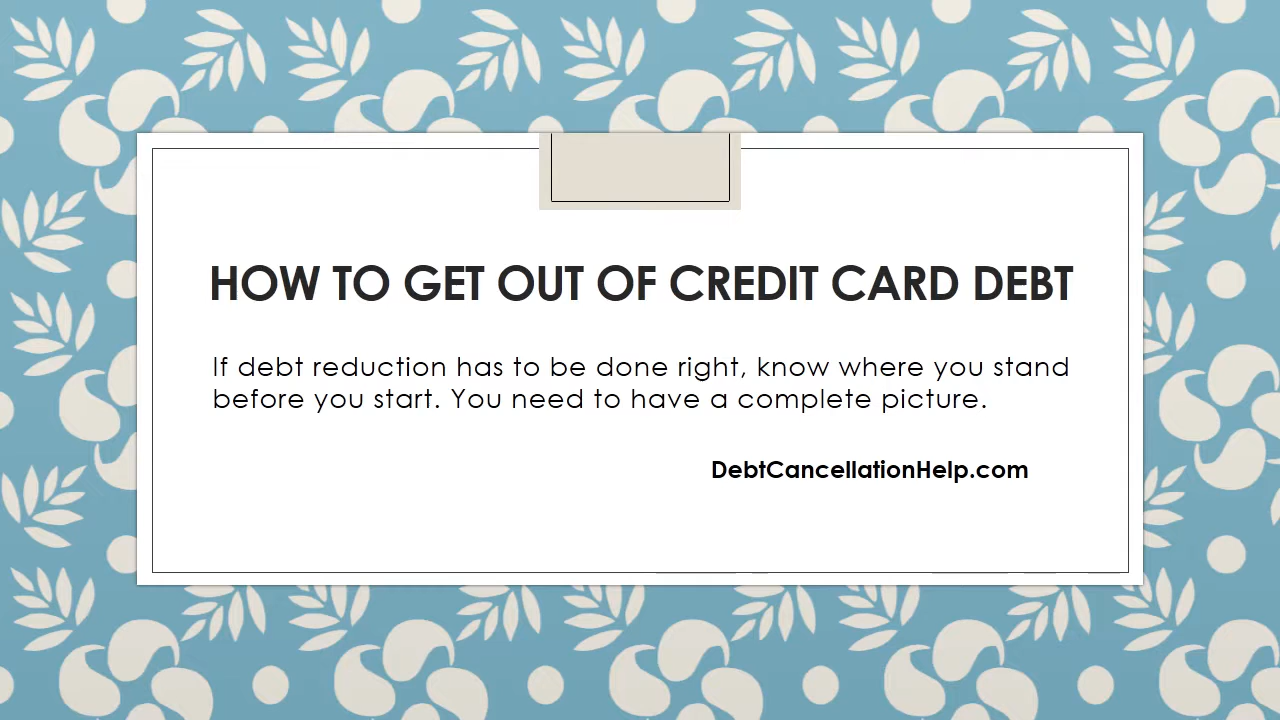 HOW TO GET OUT OF CREDIT CARD DEBT
If debt reduction has to be done right, know where you stand
before you start. You need to have a complete picture.
DebtCancellationHelp.com